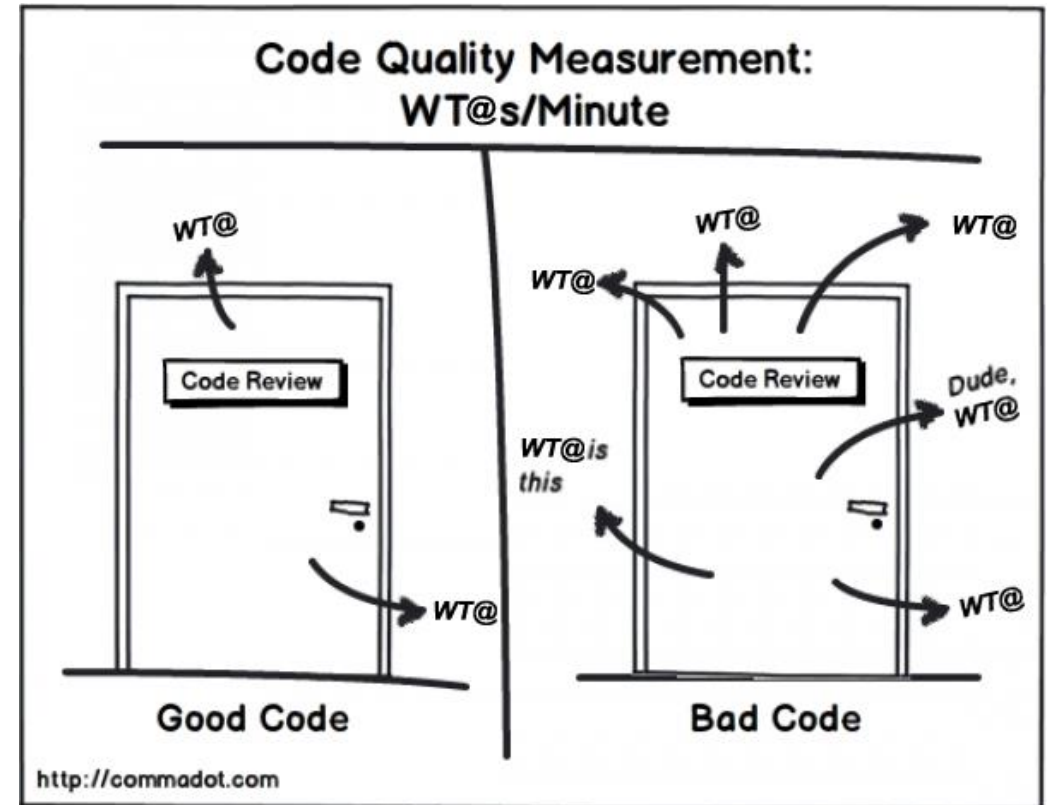 Code Quality Measurement:
WT@s/Minute
WT@
Code Review
WT@
Good Code
WT@
WT@
WT@
Code Review
Dude,
WT@
WT@ is
this
WT@
Bad Code
http://commadot.com